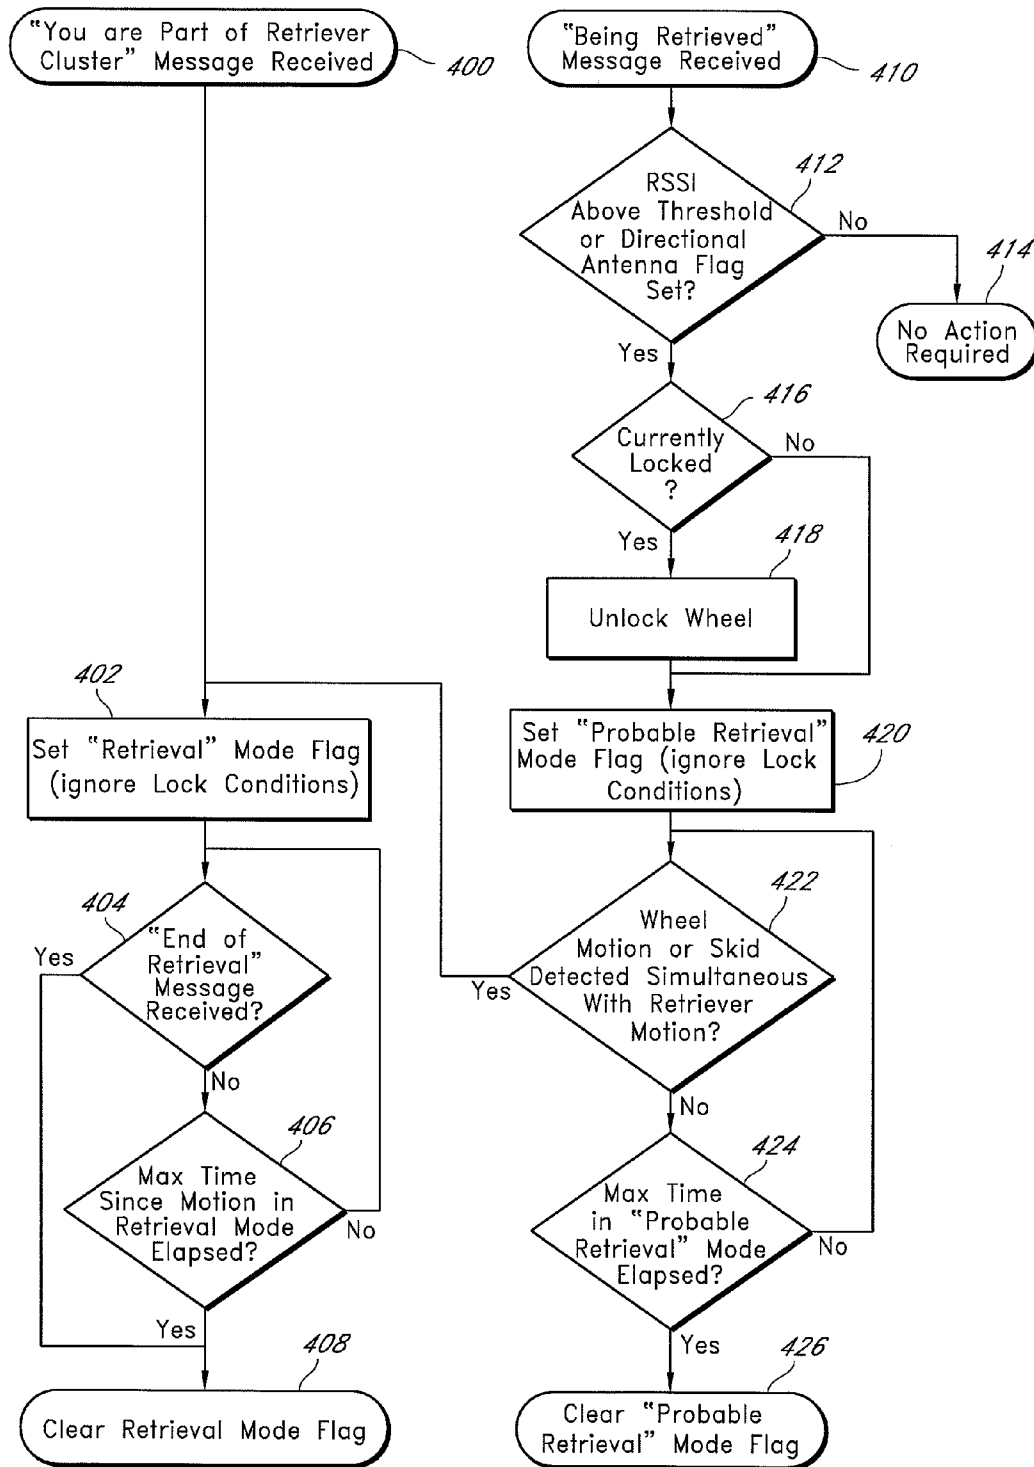 “You are Part of Retriever
Cluster” Message Received
400
“Being Retrieved”
Message Received
410
RSSI
Above Threshold
or Directional
Antenna Flag
Set?
412
No
414
No Action
Required
Yes
416
Currently
Locked
?
No
Yes
418
Unlock Wheel
402
Set “Retrieval” Mode Flag
(ignore Lock Conditions)
Set “Probable Retrieval”
Mode Flag (ignore Lock
Conditions)
420
404
“End of
Retrieval”
Message
Received?
Yes
No
422
Wheel
Motion or Skid
Detected Simultaneous
With Retriever
Motion?
Yes
No
406
Max Time
Since Motion in
Retrieval Mode
Elapsed?
No
Yes
424
Max Time
in “Probable
Retrieval” Mode
Elapsed?
No
Yes
408
Clear Retrieval Mode Flag
426
Clear “Probable
Retrieval” Mode Flag